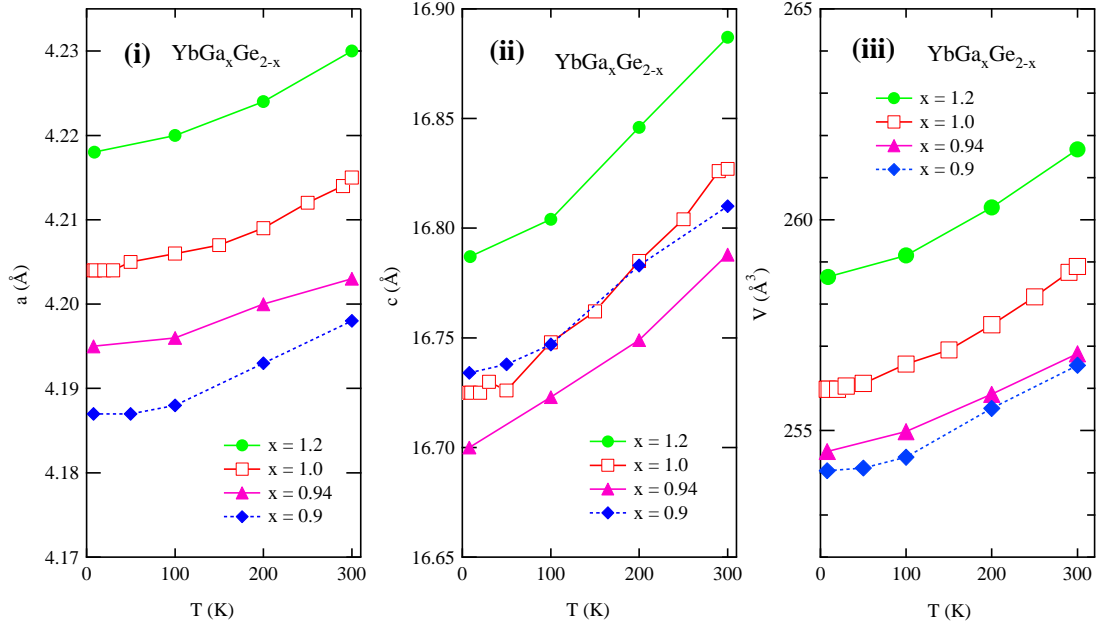 (i)
YbGaxGe2-x
4.23
4.22
4.21
4.20
4.19
4.18
4.17
a (Å)
x = 1.2
x = 1.0
x = 0.94
x = 0.9
0 100 200 300
T (K)
(ii)
YbGaxGe2-x
16.90
16.85
16.80
16.75
16.70
16.65
c (Å)
x = 1.2
x = 1.0
x = 0.94
x = 0.9
0 100 200 300
T (K)
(iii)
YbGaxGe2-x
x = 1.2
x = 1.0
x = 0.94
x = 0.9
265
260
254
252
V (Å3)
0 100 200 300
T (K)